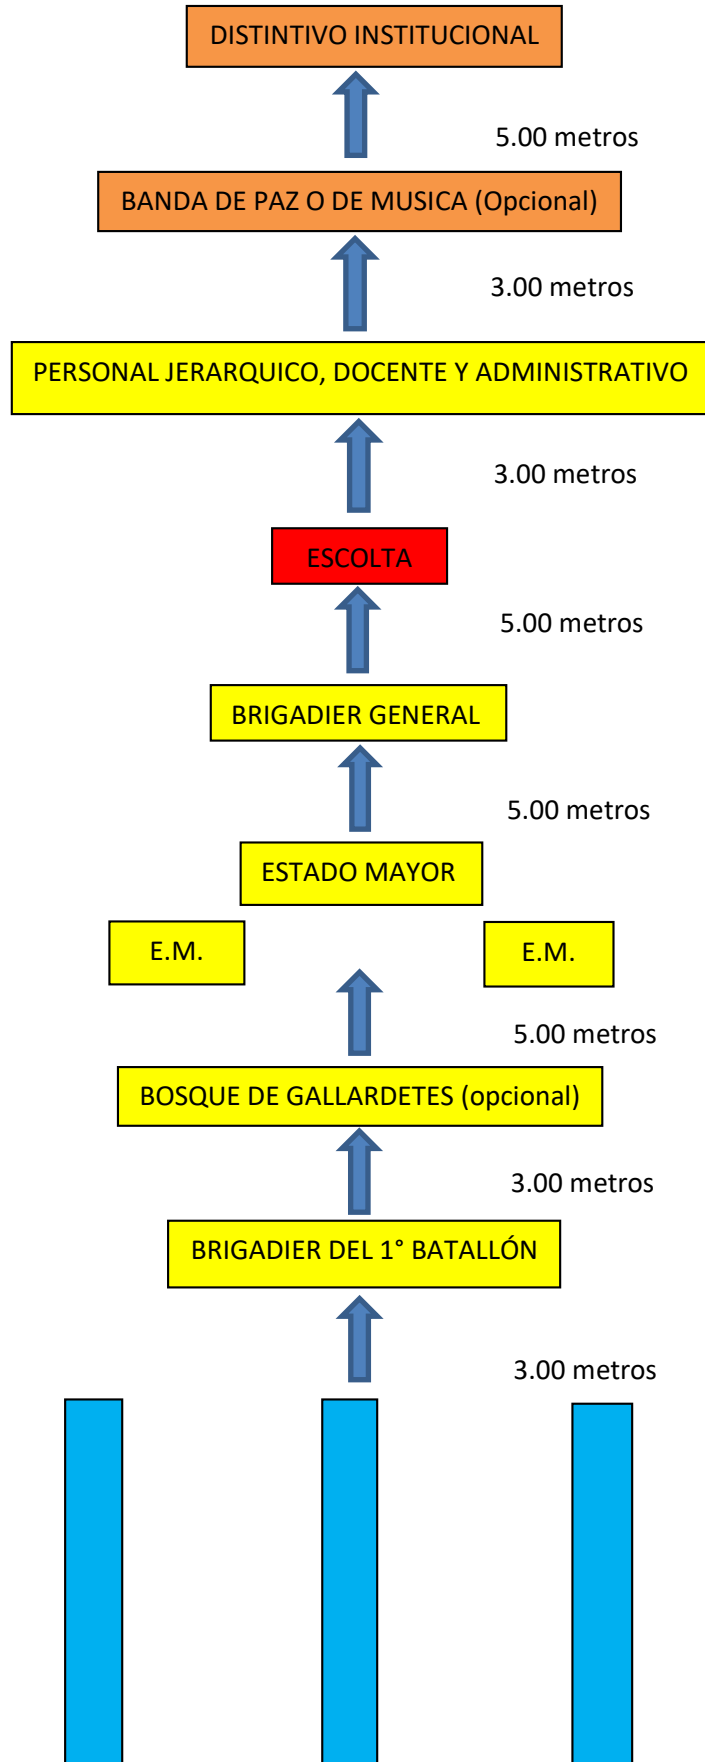 DISTINTIVO INSTITUCIONAL
5.00 metros
BANDA DE PAZ O DE MUSICA (Opcional)
3.00 metros
PERSONAL JERARQUICO, DOCENTE Y ADMINISTRATIVO
3.00 metros
ESCOLTA
5.00 metros
BRIGADIER GENERAL
5.00 metros
ESTADO MAYOR
E.M.
E.M.
5.00 metros
BOSQUE DE GALLARDETES (opcional)
3.00 metros
BRIGADIER DEL 1° BATALLÓN
3.00 metros